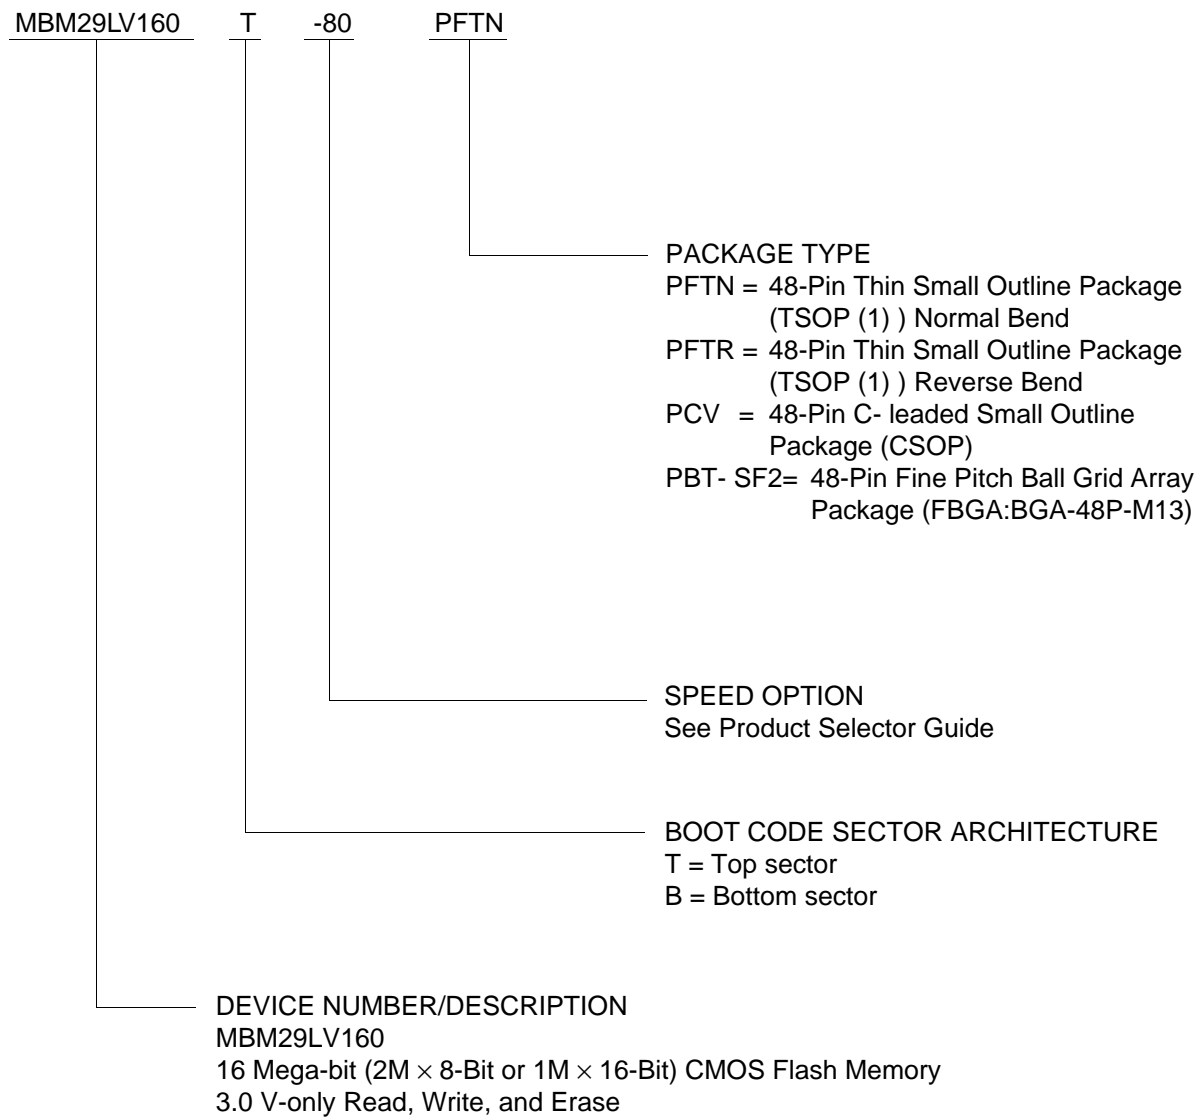 MBM29LV160 T -80 PFTN
PACKAGE TYPE
PFTN = 48-Pin Thin Small Outline Package
(TSOP (1) ) Normal Bend
PFTR = 48-Pin Thin Small Outline Package
(TSOP (1) ) Reverse Bend
PCV = 48-Pin C- leaded Small Outline
Package (CSOP)
PBT- SF2= 48-Pin Fine Pitch Ball Grid Array
Package (FBGA:BGA-48P-M13)
SPEED OPTION
See Product Selector Guide
BOOT CODE SECTOR ARCHITECTURE
T = Top sector
B = Bottom sector
DEVICE NUMBER/DESCRIPTION
MBM29LV160
16 Mega-bit (2M × 8-Bit or 1M × 16-Bit) CMOS Flash Memory
3.0 V-only Read, Write, and Erase